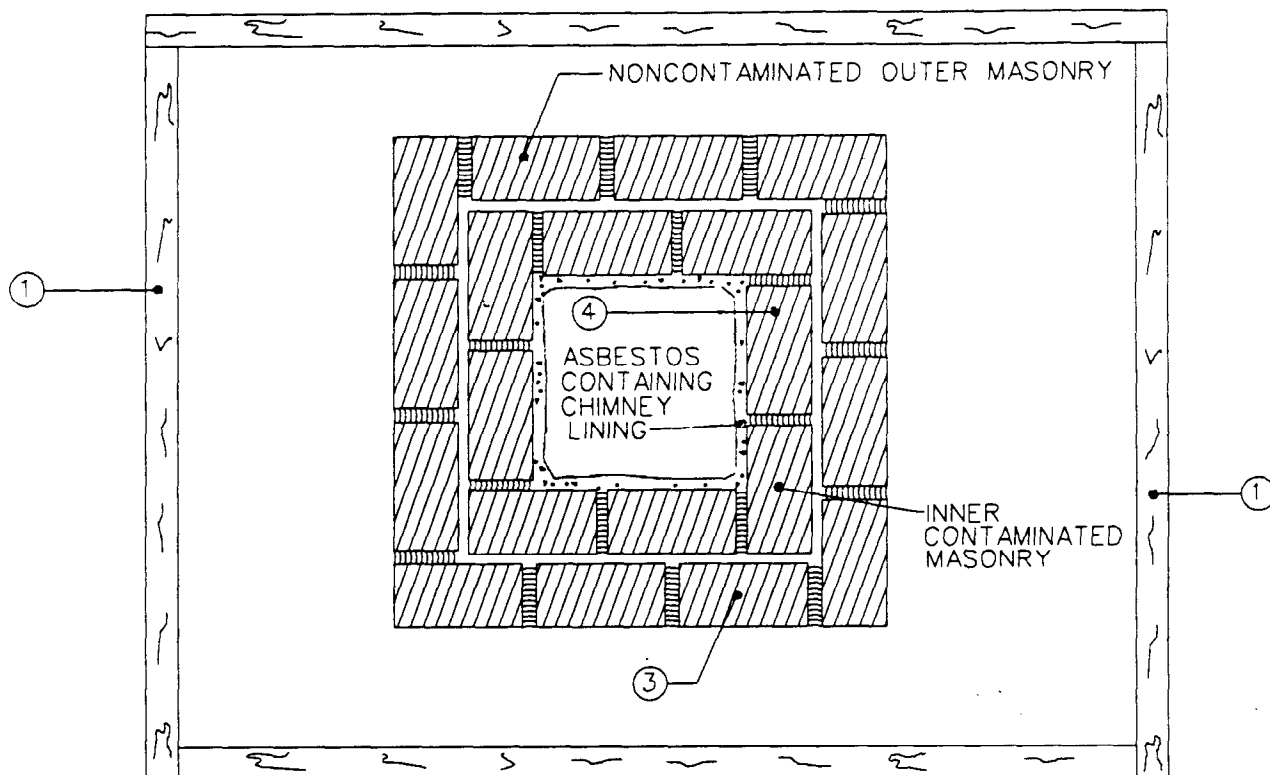 NONCONTAMINATED OUTER MASONRY
1
4
ASBESTOS
CONTAINING
CHIMNEY
LINING
1
INNER
CONTAMINATED
MASONRY
3